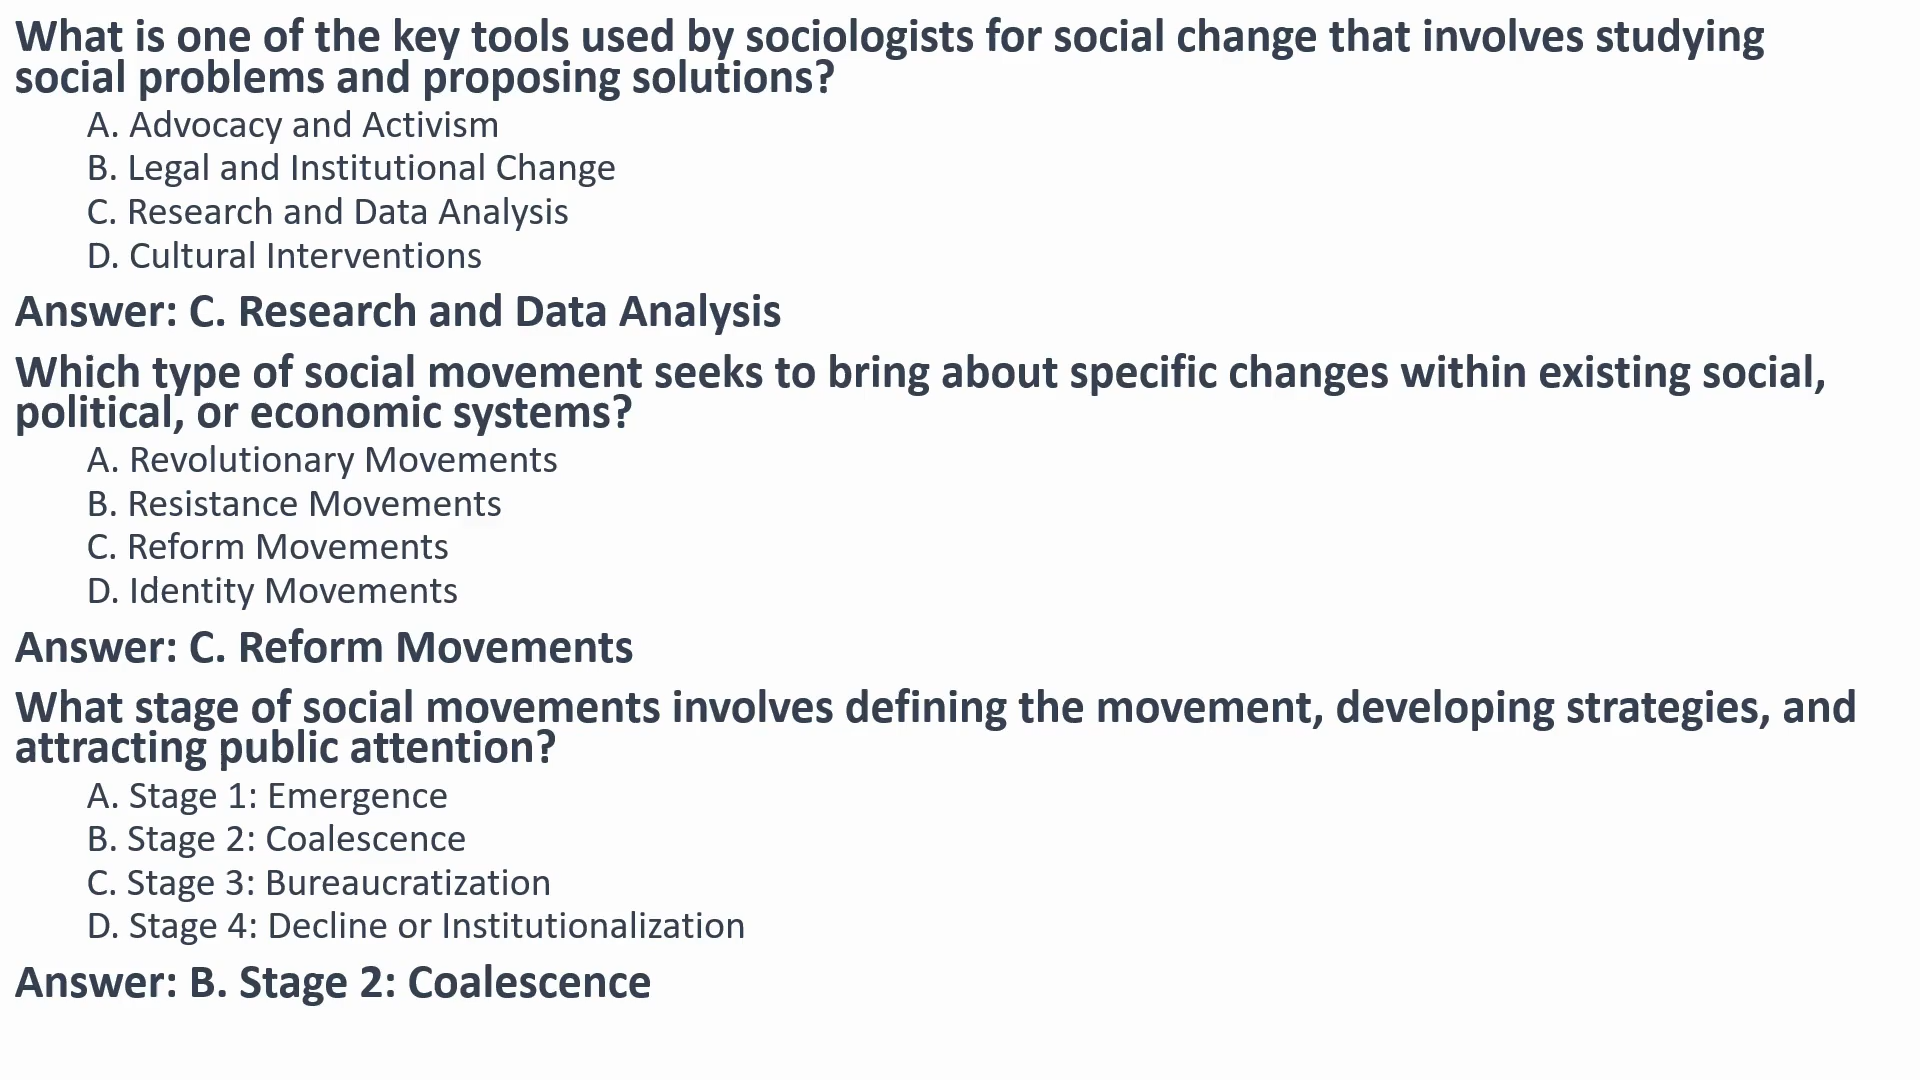 What is one of the key tools used by sociologists for social change that involves studying
social problems and proposing solutions?
A. Advocacy and Activism
B. Legal and Institutional Change
C. Research and Data Analysis
D. Cultural Interventions
Answer: C. Research and Data Analysis
Which type of social movement seeks to bring about specific changes within existing social,
political, or economic systems?
A. Revolutionary Movements
B. Resistance Movements
C. Reform Movements
D. Identity Movements
Answer: C. Reform Movements
What stage of social movements involves defining the movement, developing strategies, and
attracting public attention?
A. Stage 1: Emergence
B. Stage 2: Coalescence
C. Stage 3: Bureaucratization
D. Stage 4: Decline or Institutionalization
Answer: B. Stage 2: Coalescence